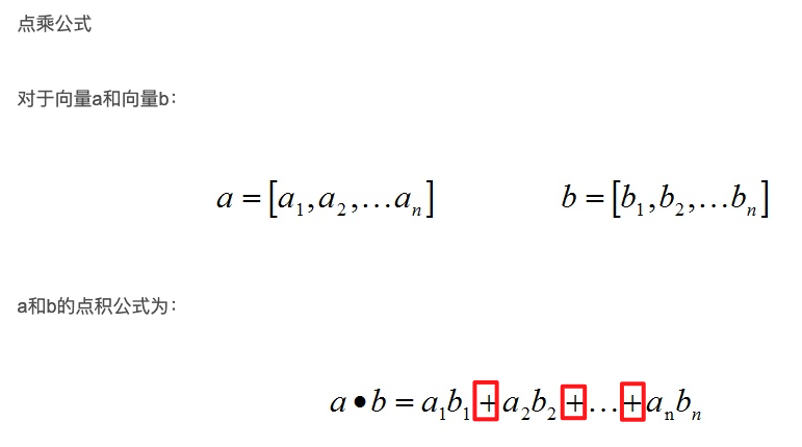 点乘公式
对于向量a和向量b：
a = [a₁,a₂,…aₙ] b = [b₁,b₂,…bₙ]
a和b的点积公式为：
a • b = a₁b₁ + a₂b₂ + … + aₙbₙ